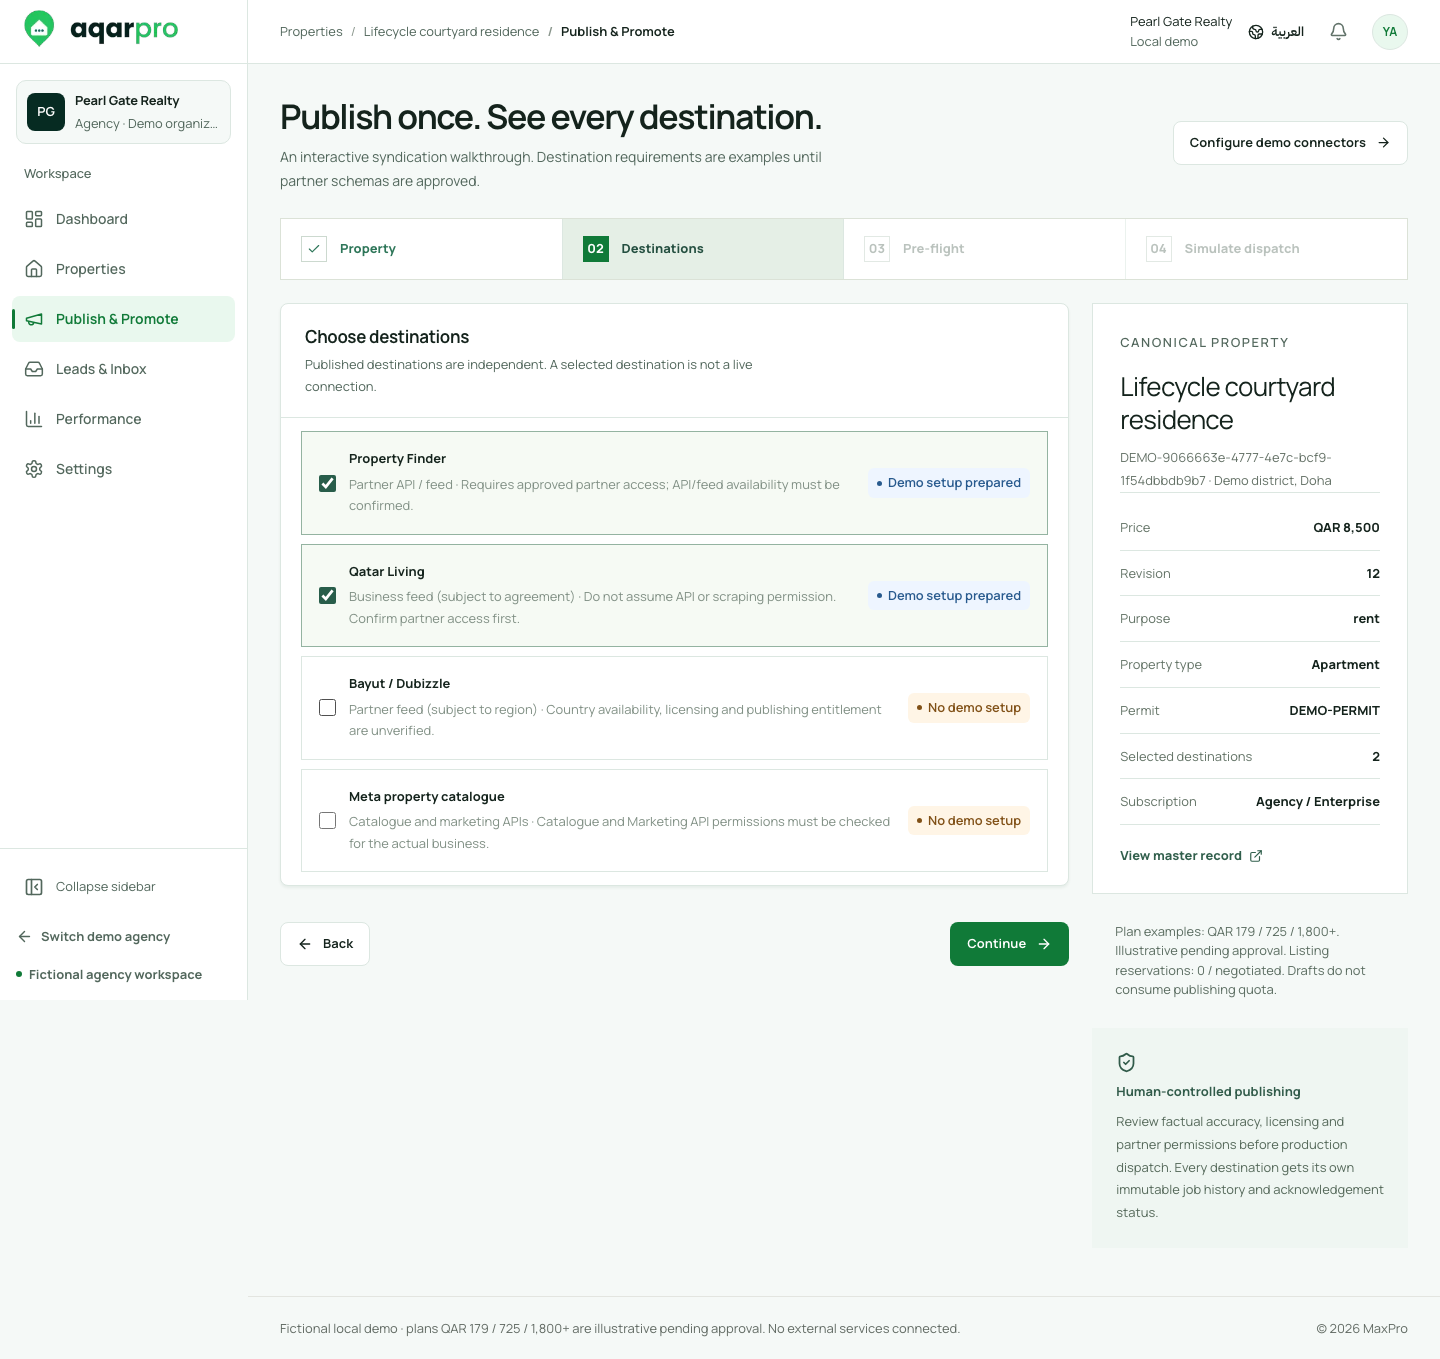 aqarpro
Properties / Lifecycle courtyard residence / Publish & Promote
Pearl Gate Realty
Local demo
العربية
YA
PG
Pearl Gate Realty
Agency · Demo organiz...
Workspace
Dashboard
Properties
Publish & Promote
Leads & Inbox
Performance
Settings
Collapse sidebar
Switch demo agency
Fictional agency workspace
Publish once. See every destination.
An interactive syndication walkthrough. Destination requirements are examples until
partner schemas are approved.
Configure demo connectors
Property
02 Destinations
03 Pre-flight
04 Simulate dispatch
Choose destinations
Published destinations are independent. A selected destination is not a live
connection.
Property Finder
Partner API / feed · Requires approved partner access; API/feed availability must be
confirmed.
Demo setup prepared
Qatar Living
Business feed (subject to agreement) · Do not assume API or scraping permission.
Confirm partner access first.
Demo setup prepared
Bayut / Dubizzle
Partner feed (subject to region) · Country availability, licensing and publishing entitlement
are unverified.
No demo setup
Meta property catalogue
Catalogue and marketing APIs · Catalogue and Marketing API permissions must be checked
for the actual business.
No demo setup
Back
Continue
CANONICAL PROPERTY
Lifecycle courtyard
residence
DEMO-9066663e-4777-4e7c-bcf9-
1f54dbbdb9b7 · Demo district, Doha
Price QAR 8,500
Revision 12
Purpose rent
Property type Apartment
Permit DEMO-PERMIT
Selected destinations 2
Subscription Agency / Enterprise
View master record
Plan examples: QAR 179 / 725 / 1,800+.
Illustrative pending approval. Listing
reservations: 0 / negotiated. Drafts do not
consume publishing quota.
Human-controlled publishing
Review factual accuracy, licensing and
partner permissions before production
dispatch. Every destination gets its own
immutable job history and acknowledgement
status.
Fictional local demo · plans QAR 179 / 725 / 1,800+ are illustrative pending approval. No external services connected.
© 2026 MaxPro